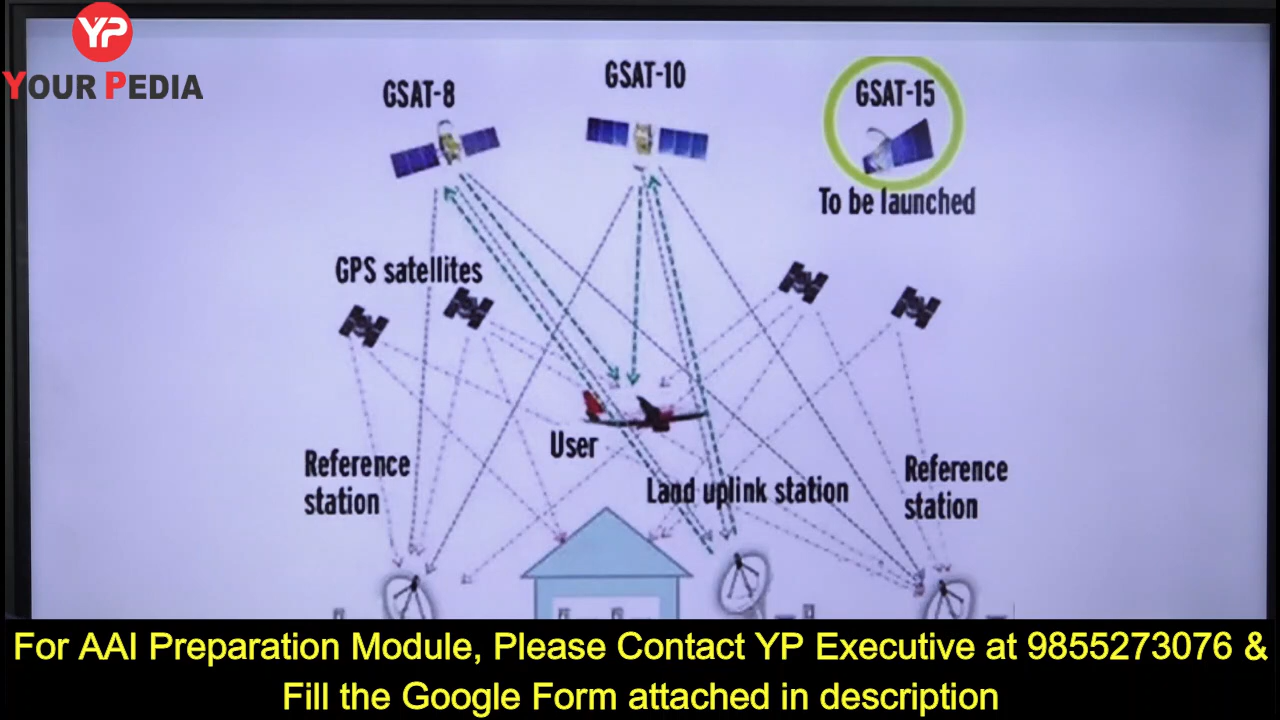 YP
YOUR PEDIA
GSAT-8
GSAT-10
GSAT-15
To be launched
GPS satellites
User
Reference
station
Land uplink station
Reference
station
For AAI Preparation Module, Please Contact YP Executive at 9855273076 &
Fill the Google Form attached in description